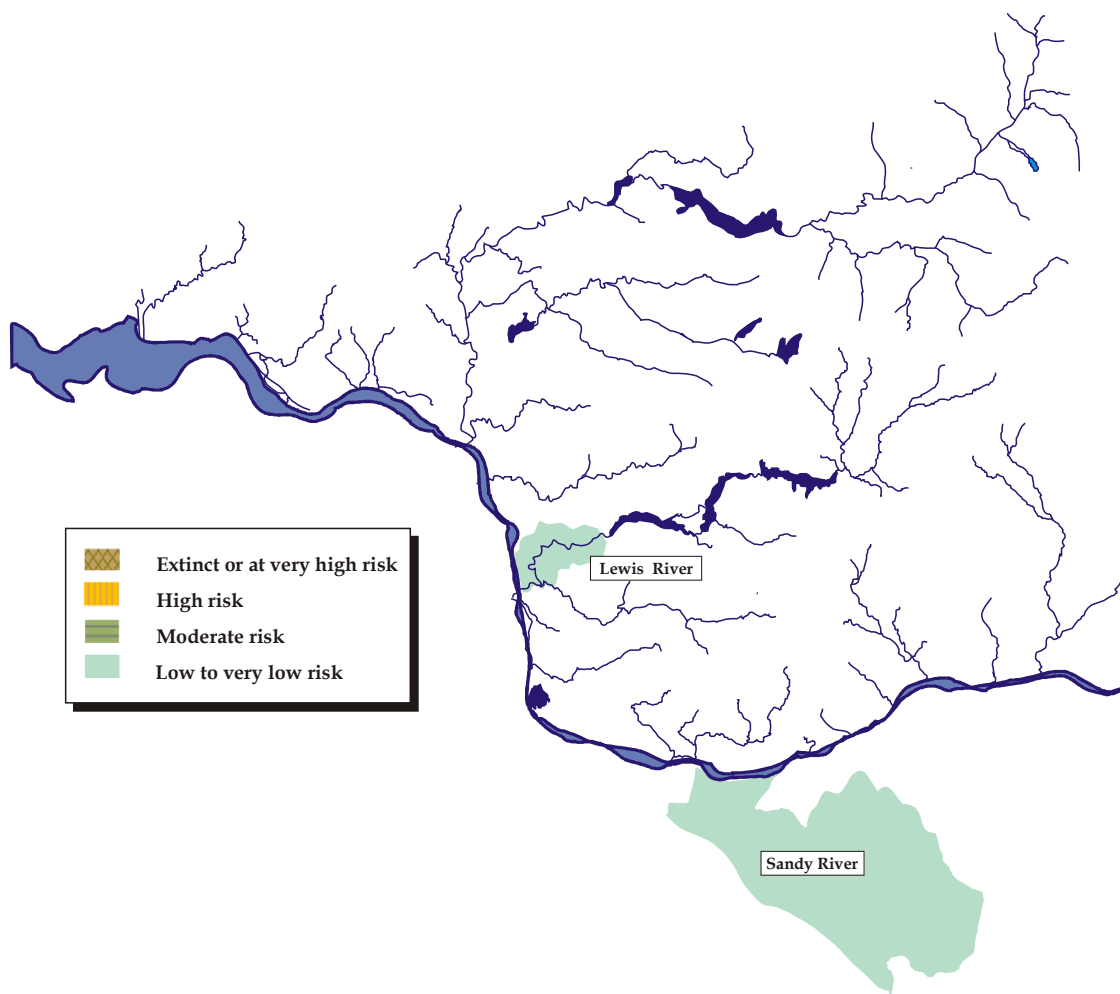 Extinct or at very high risk
High risk
Moderate risk
Low to very low risk
Lewis River
Sandy River